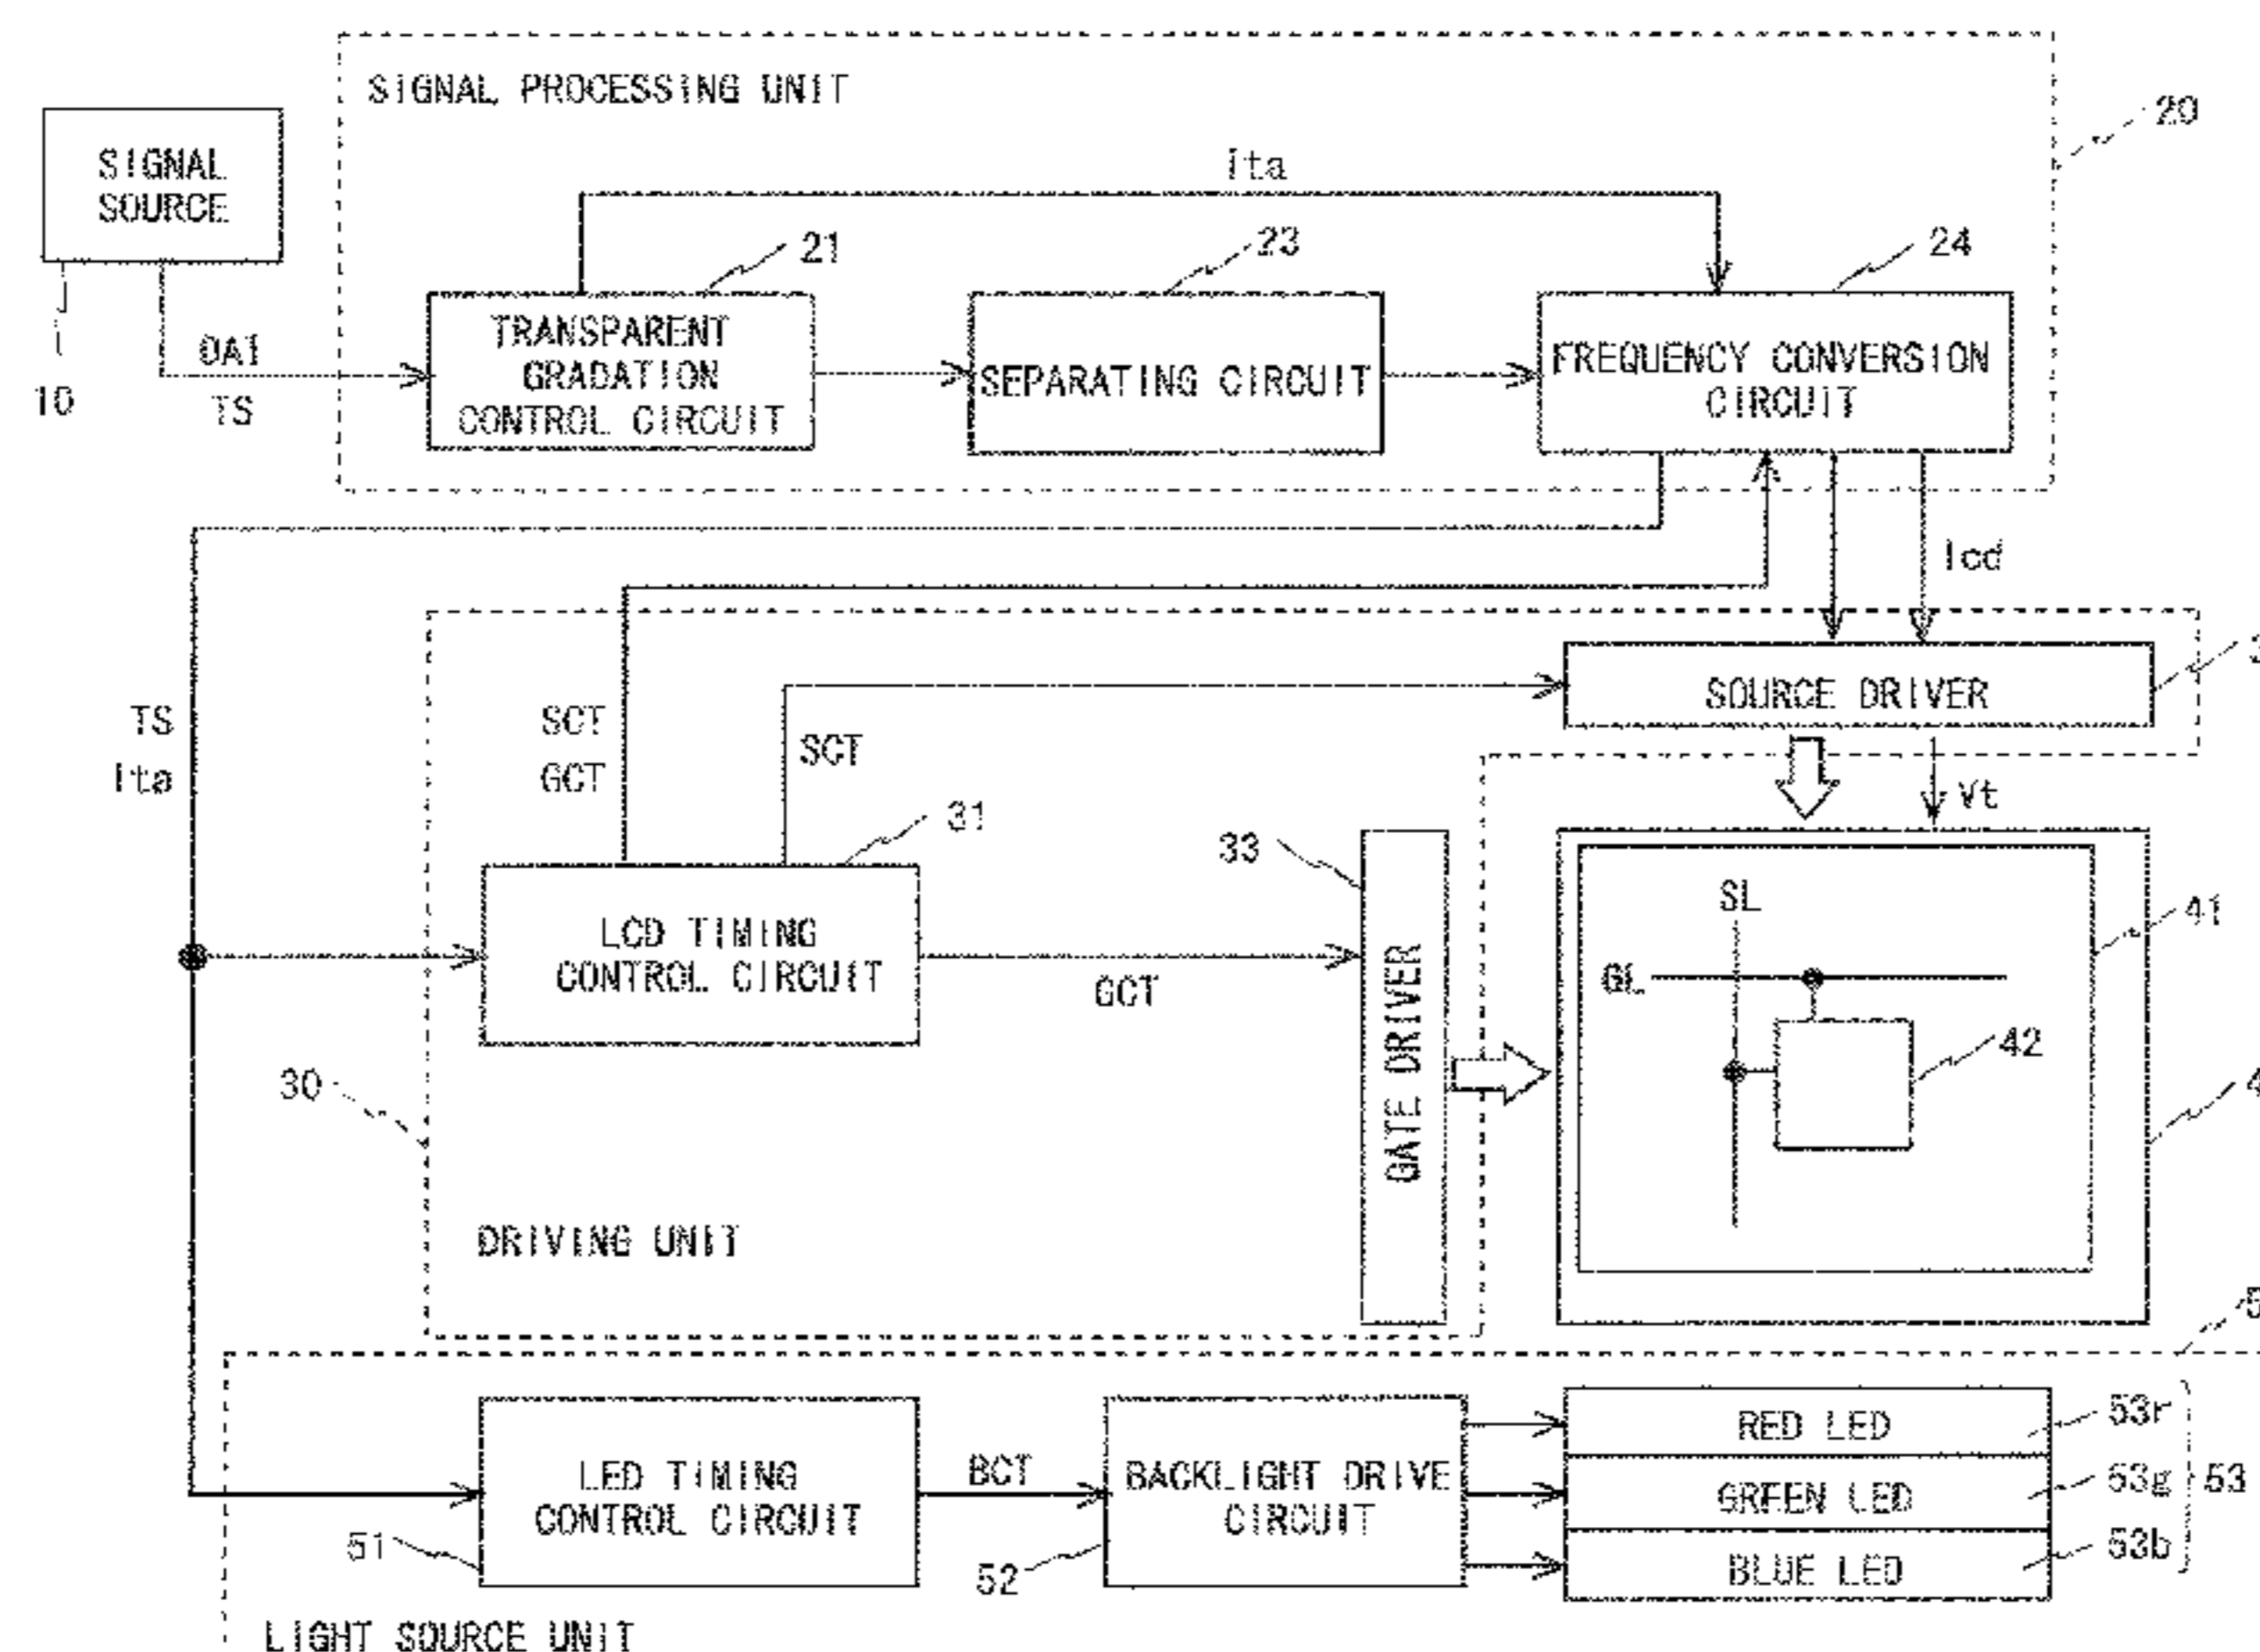 SIGNAL PROCESSING UNIT
20
SIGNAL
SOURCE
10
DAT
TS
Ita
21
23
24
TRANSPARENT
GRADATION
CONTROL CIRCUIT
SEPARATING CIRCUIT
FREQUENCY CONVERSION
CIRCUIT
Icd
TS
Ita
SCT
GCT
SCT
SOURCE DRIVER
Vt
31
33
LCD TIMING
CONTROL CIRCUIT
GCT
GATE DRIVER
SL
GL
41
42
30
DRIVING UNIT
LED TIMING
CONTROL CIRCUIT
51
BCT
BACKLIGHT DRIVE
CIRCUIT
52
RED LED
GREEN LED
BLUE LED
53r
53g
53b
53
LIGHT SOURCE UNIT